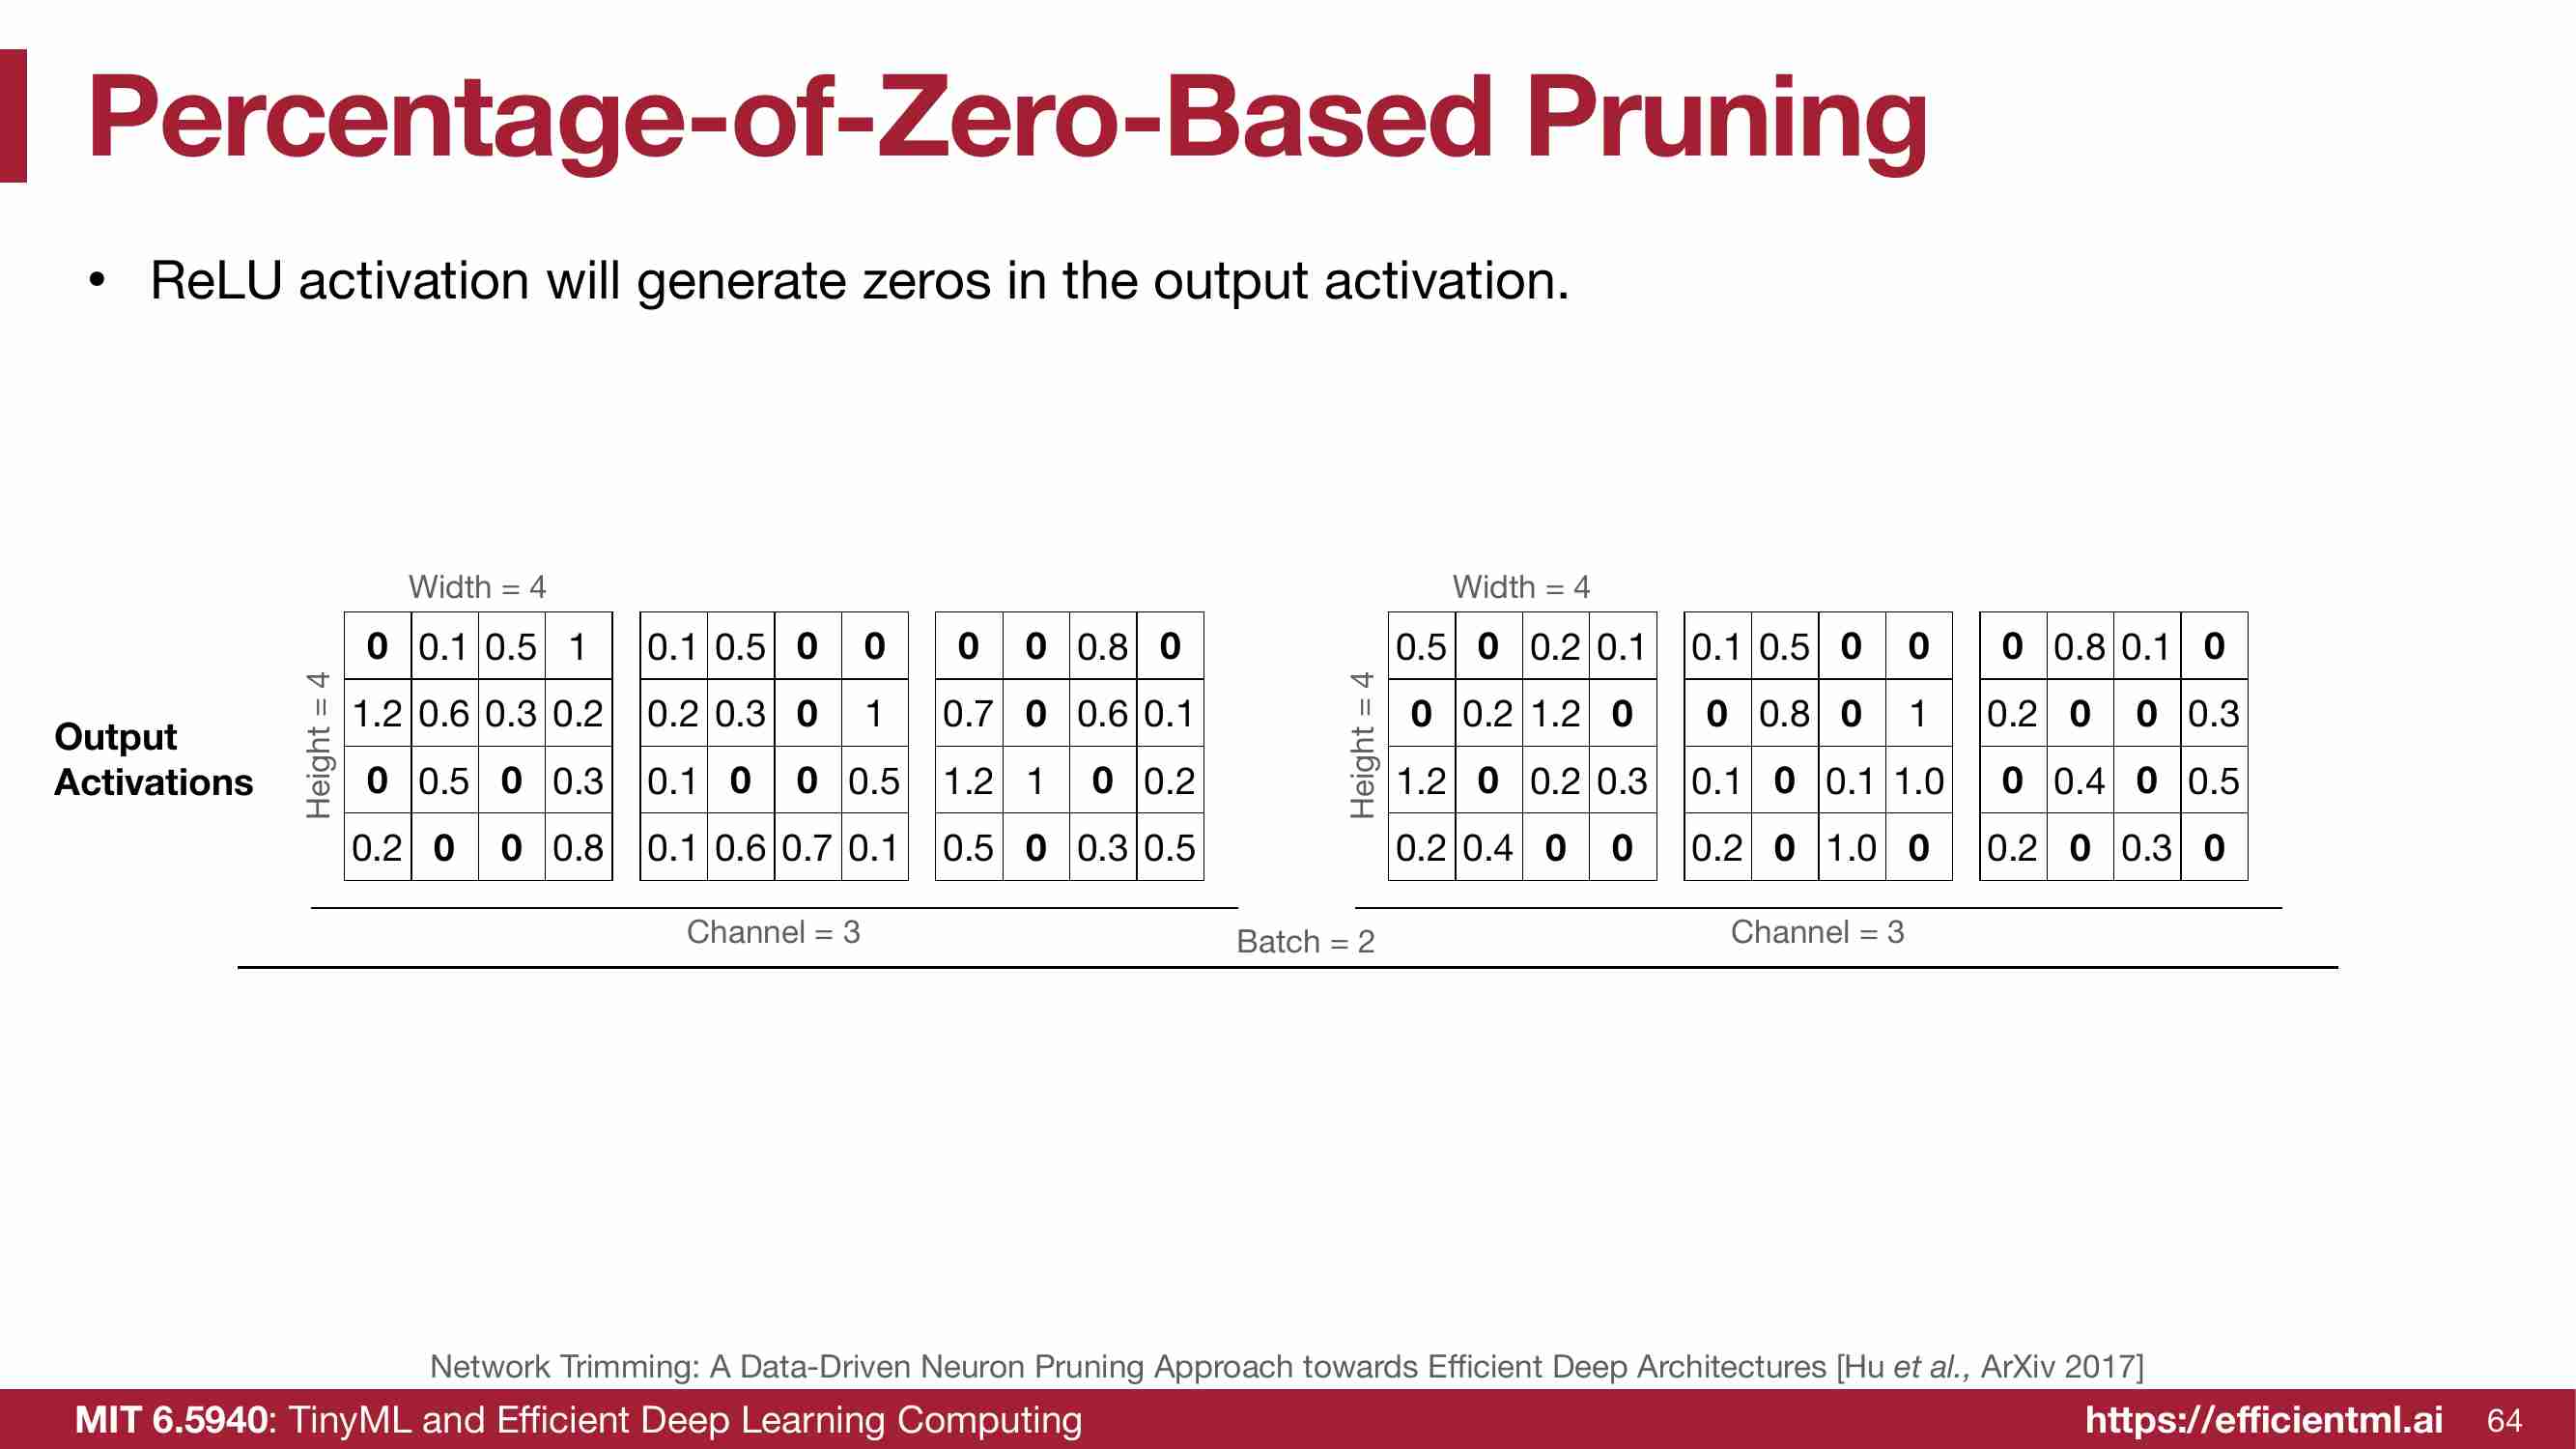 Percentage-of-Zero-Based Pruning
• ReLU activation will generate zeros in the output activation.
Width = 4
Width = 4
Output
Activations
Height = 4
0 0.1 0.5 1 0.1 0.5 0 0 0 0 0.8 0
1.2 0.6 0.3 0.2 0.2 0.3 0 1 0.7 0 0.6 0.1
0 0.5 0 0.3 0.1 0 0 0.5 1.2 1 0 0.2
0.2 0 0 0.8 0.1 0.6 0.7 0.1 0.5 0 0.3 0.5
Height = 4
0.5 0 0.2 0.1 0.1 0.5 0 0 0 0.8 0.1 0
0 0.2 1.2 0 0 0.8 0 1 0.2 0 0 0.3
1.2 0 0.2 0.3 0.1 0 0.1 1.0 0 0.4 0 0.5
0.2 0.4 0 0 0.2 0 1.0 0 0.2 0 0.3 0
Channel = 3
Batch = 2
Channel = 3
Network Trimming: A Data-Driven Neuron Pruning Approach towards Efficient Deep Architectures [Hu et al., ArXiv 2017]
MIT 6.5940: TinyML and Efficient Deep Learning Computing
https://efficientml.ai 64